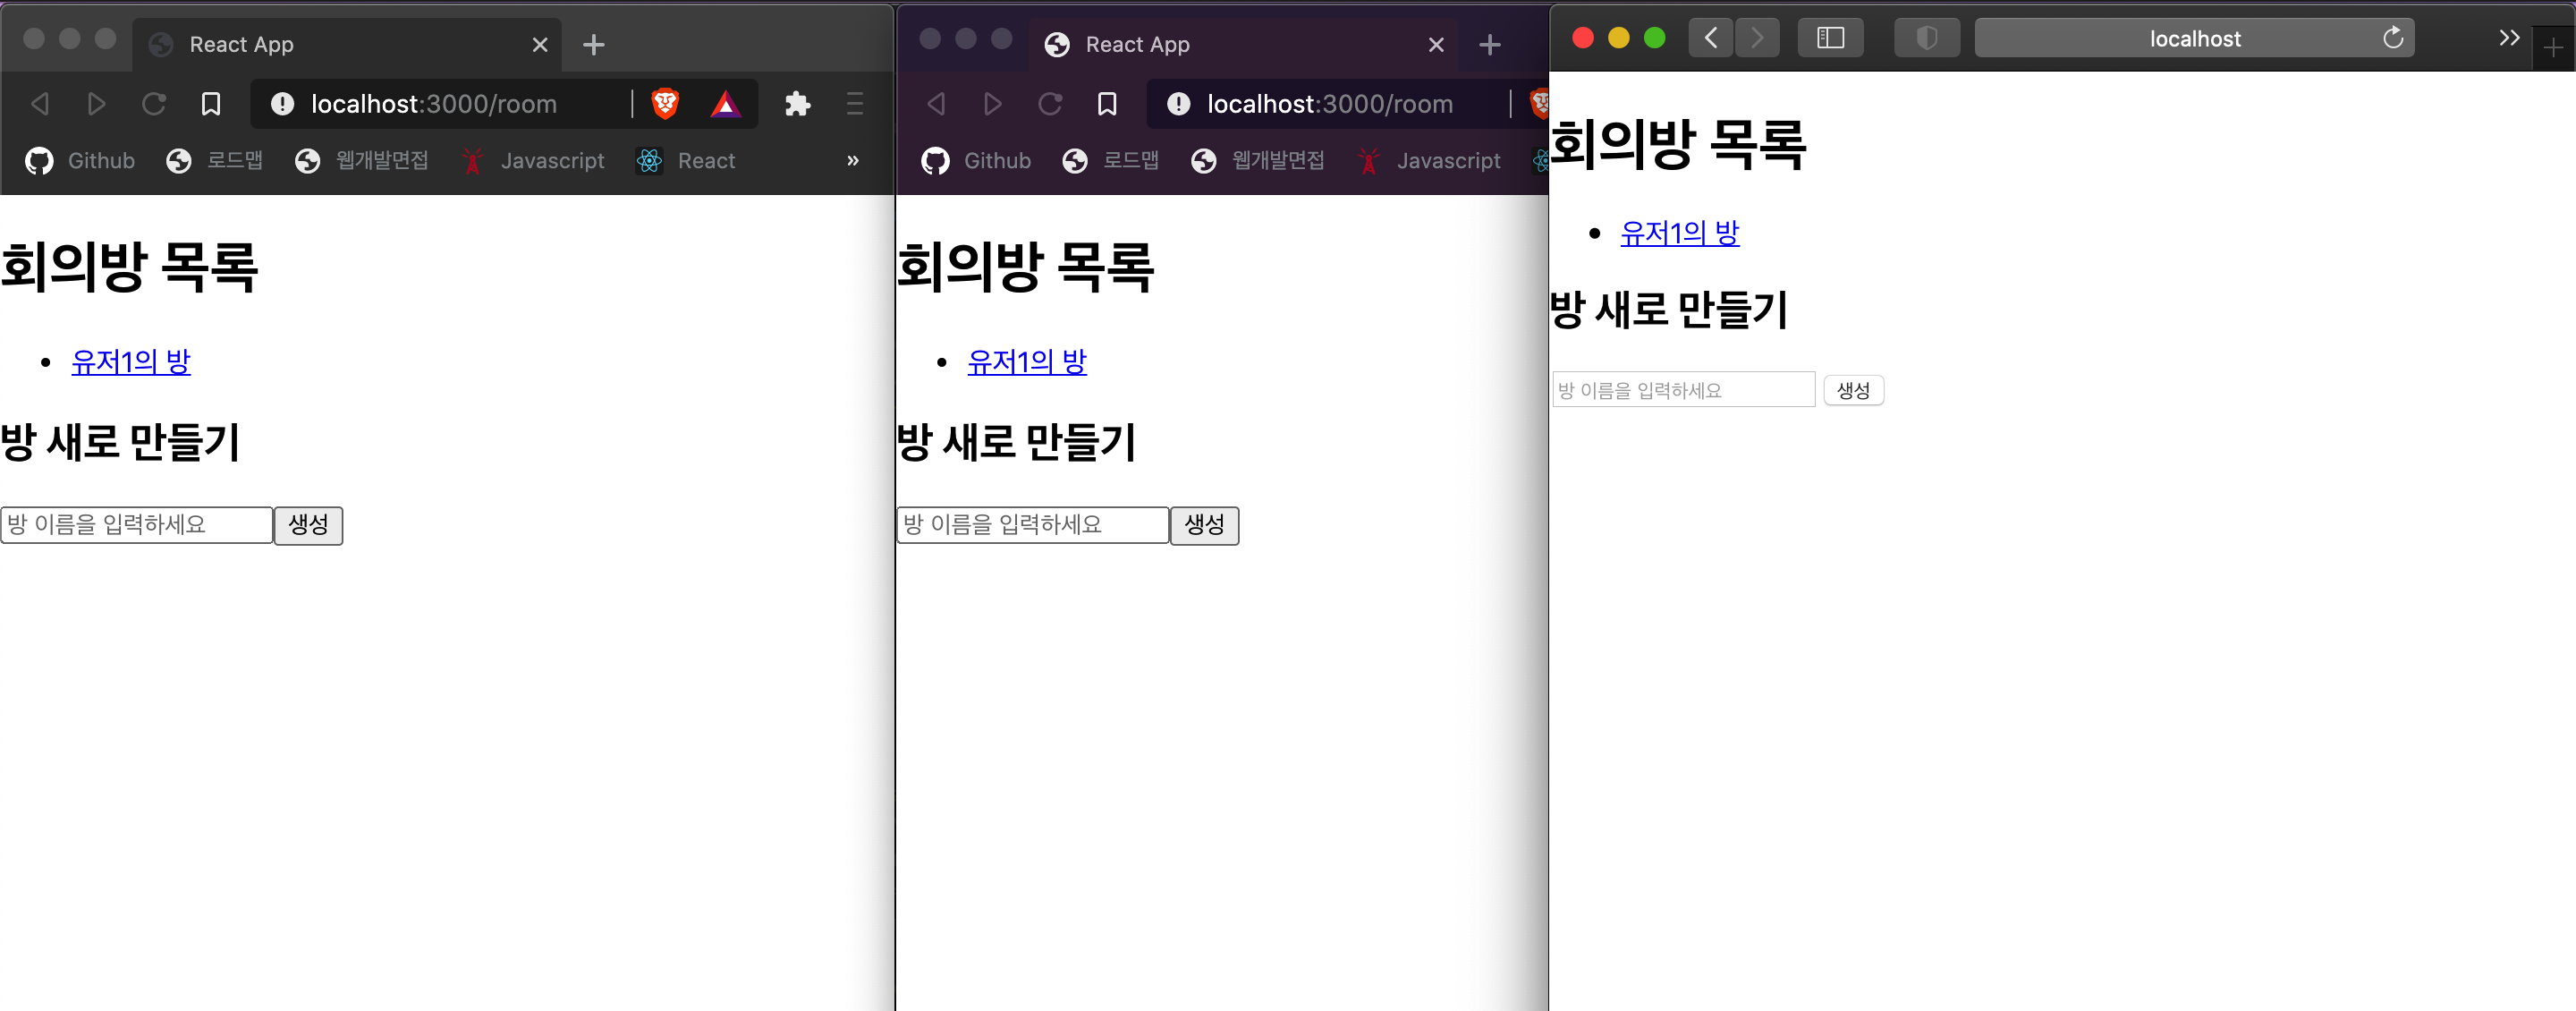 React App
localhost:3000/room
Github 로드맵 웹개발면접 Javascript React »
회의방 목록
유저1의 방
방 새로 만들기
방 이름을 입력하세요 생성
React App
localhost:3000/room
Github 로드맵 웹개발면접 Javascript
회의방 목록
유저1의 방
방 새로 만들기
방 이름을 입력하세요 생성
localhost
회의방 목록
유저1의 방
방 새로 만들기
방 이름을 입력하세요 생성